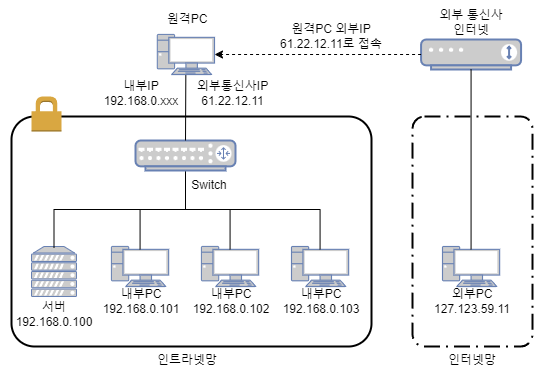 원격PC
원격PC 외부IP
61.22.12.11로 접속
외부 통신사
인터넷
내부IP
192.168.0.xxx
외부통신사IP
61.22.12.11
Switch
서버
192.168.0.100
내부PC
192.168.0.101
내부PC
192.168.0.102
내부PC
192.168.0.103
외부PC
127.123.59.11
인트라넷망
인터넷망